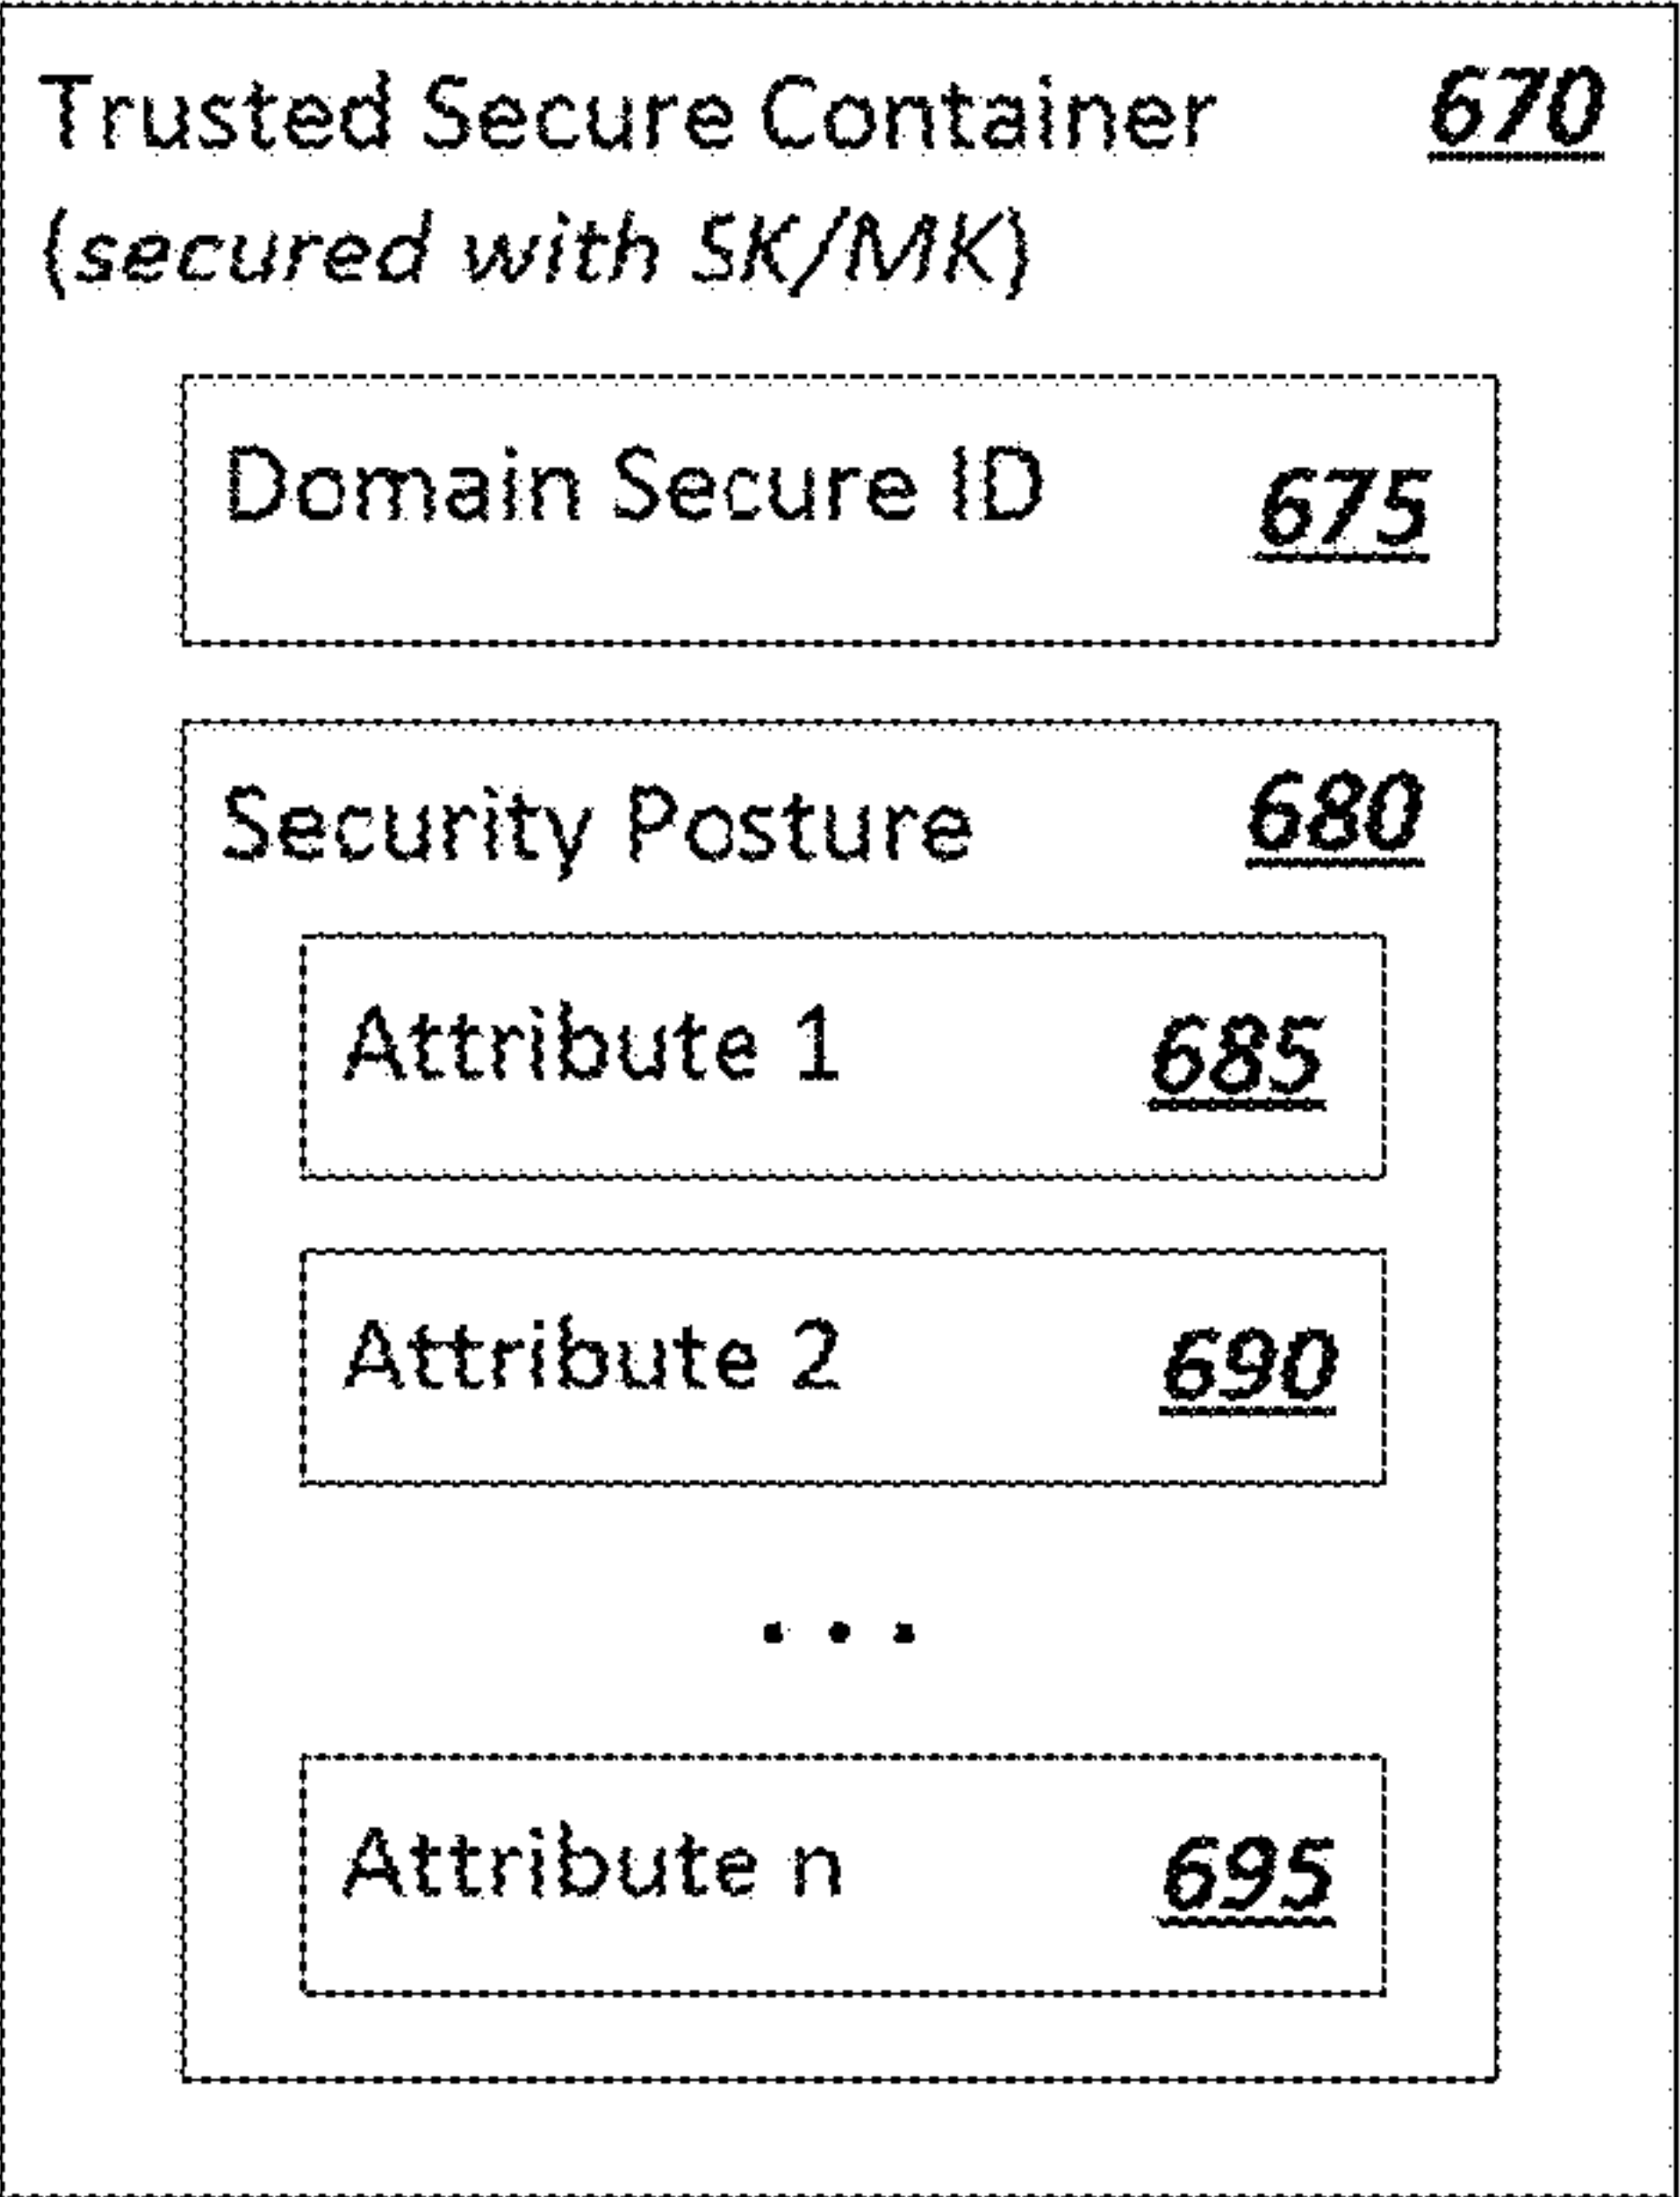 Trusted Secure Container 670
(secured with SK/MK)
Domain Secure ID 675
Security Posture 680
Attribute 1 685
Attribute 2 690
...
Attribute n 695